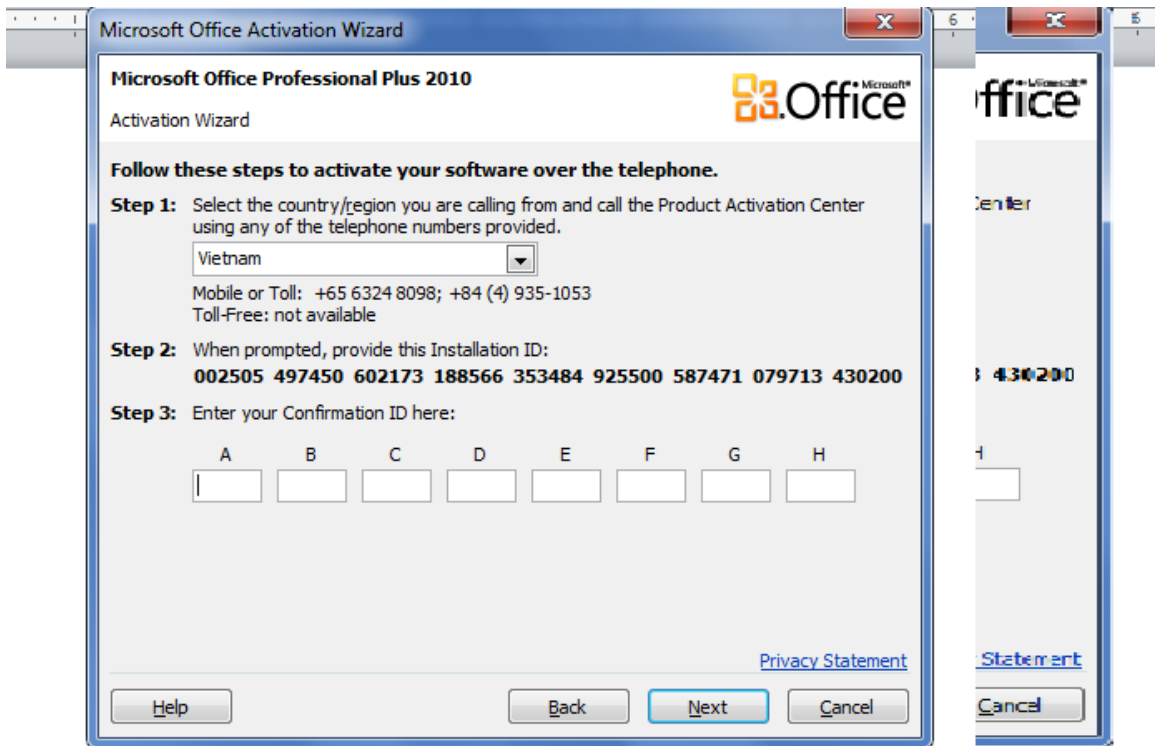 Microsoft Office Activation Wizard
6
5
Microsoft Office Professional Plus 2010
Activation Wizard
Microsoft
Office
ffice
Follow these steps to activate your software over the telephone.
Step 1: Select the country/region you are calling from and call the Product Activation Center
using any of the telephone numbers provided.
Vietnam
Mobile or Toll: +65 6324 8098; +84 (4) 935-1053
Toll-Free: not available
Step 2: When prompted, provide this Installation ID:
002505 497450 602173 188566 353484 925500 587471 079713 430200
430200
Step 3: Enter your Confirmation ID here:
A B C D E F G H
H
Privacy Statement
Statement
Help Back Next Cancel
Cancel